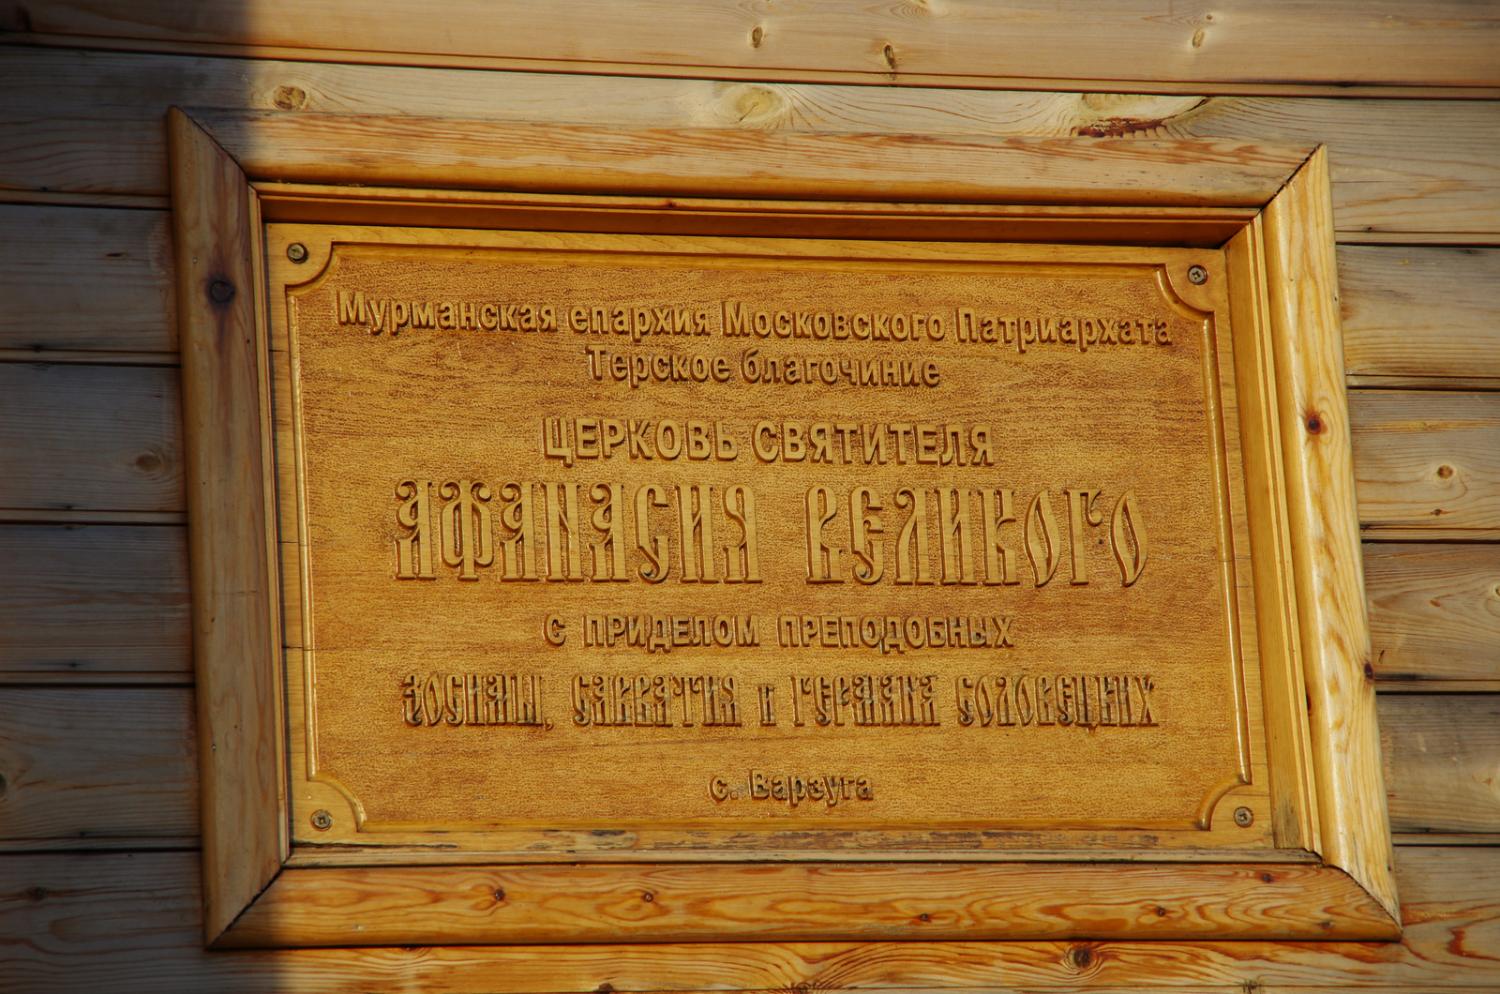 Мурманская епархия Московского Патриархата
Терское благочиние
ЦЕРКОВЬ СВЯТИТЕЛЯ
АФАНАСИЯ ВЕЛИКОГО
С ПРИДЕЛОМ ПРЕПОДОБНЫХ
ЗОСИМЫ, САВВАТИЯ и ГЕРМАНА СОЛОВЕЦКИХ
с. Варзуга